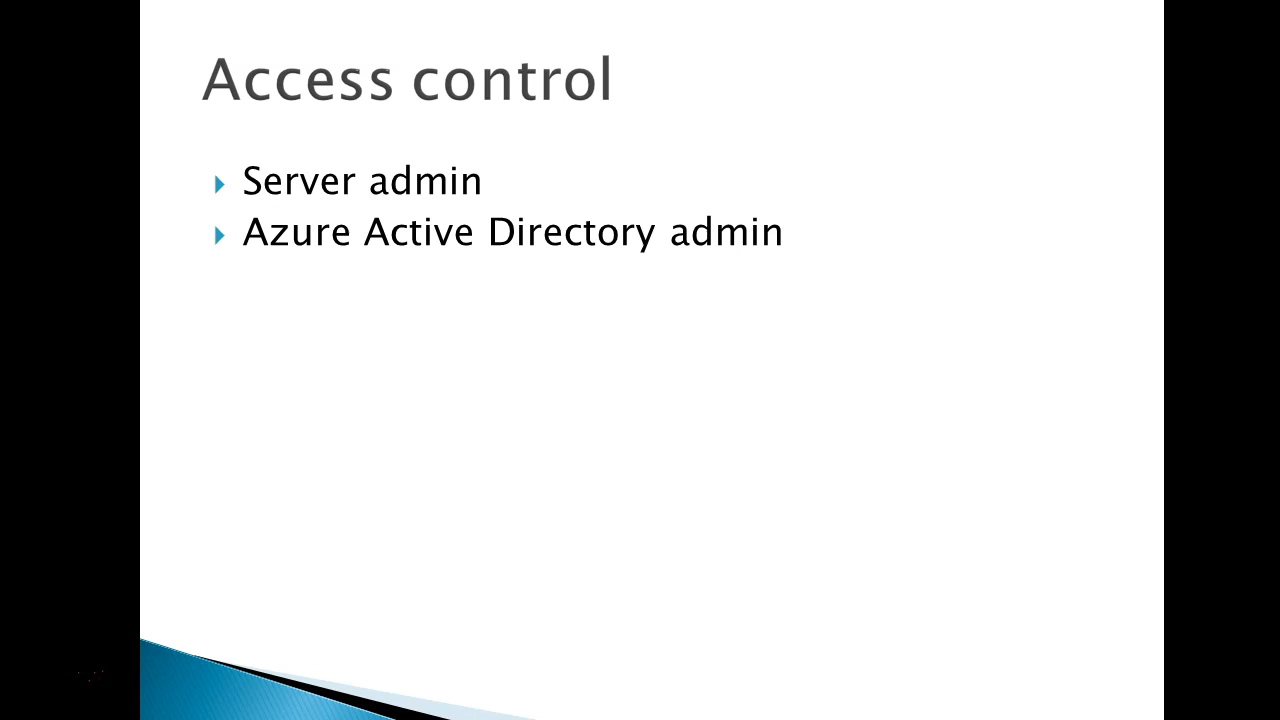 Access control
Server admin
Azure Active Directory admin